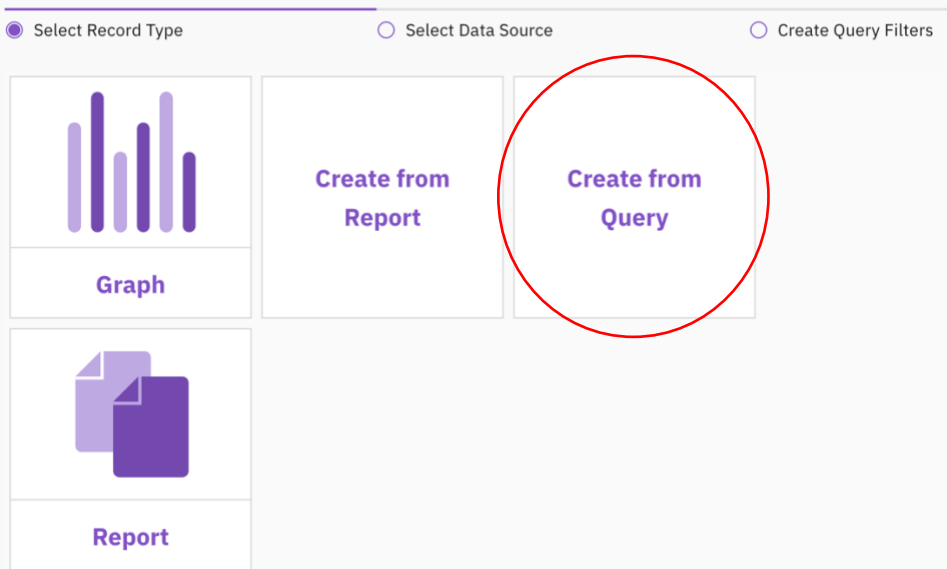 Select Record Type
Select Data Source
Create Query Filters
Create from
Report
Create from
Query
Graph
Report